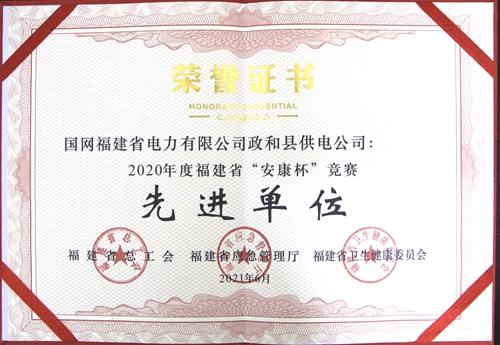 荣誉证书
HONORARY CREDENTIAL
国网福建省电力有限公司政和县供电公司：
2020年度福建省“安康杯”竞赛
先进单位
福建省总工会 福建省应急管理厅 福建省卫生健康委员会
2021年6月